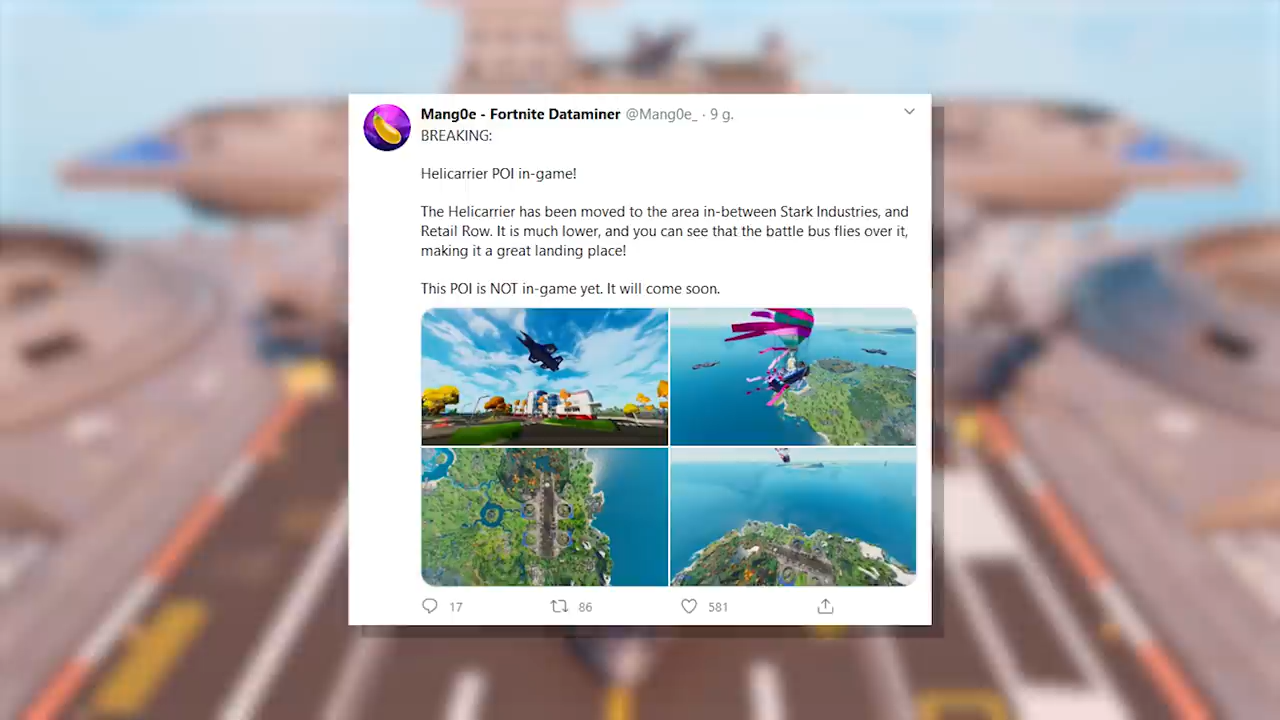 Mang0e - Fortnite Dataminer @Mang0e_ · 9 g.
BREAKING:
Helicarrier POI in-game!
The Helicarrier has been moved to the area in-between Stark Industries, and
Retail Row. It is much lower, and you can see that the battle bus flies over it,
making it a great landing place!
This POI is NOT in-game yet. It will come soon.
17 86 581